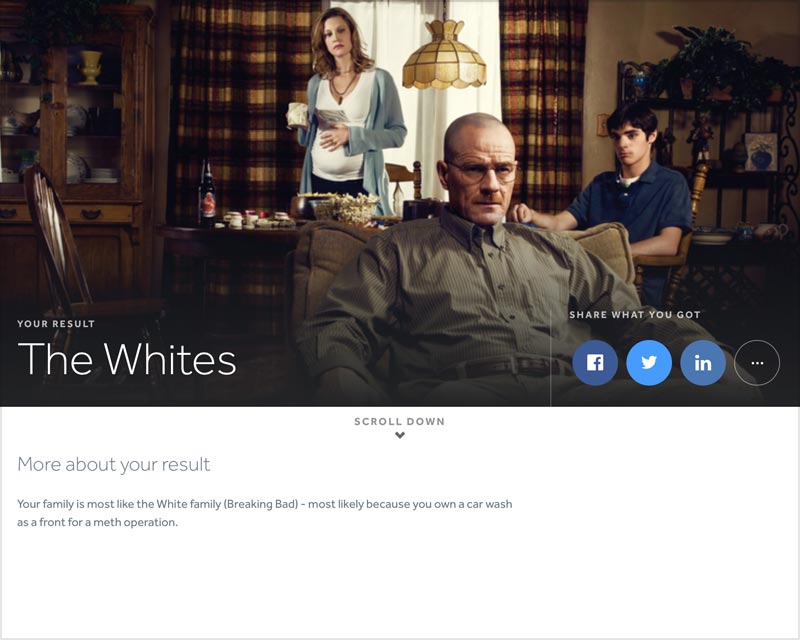 YOUR RESULT
The Whites
SHARE WHAT YOU GOT
SCROLL DOWN
More about your result
Your family is most like the White family (Breaking Bad) - most likely because you own a car wash
as a front for a meth operation.